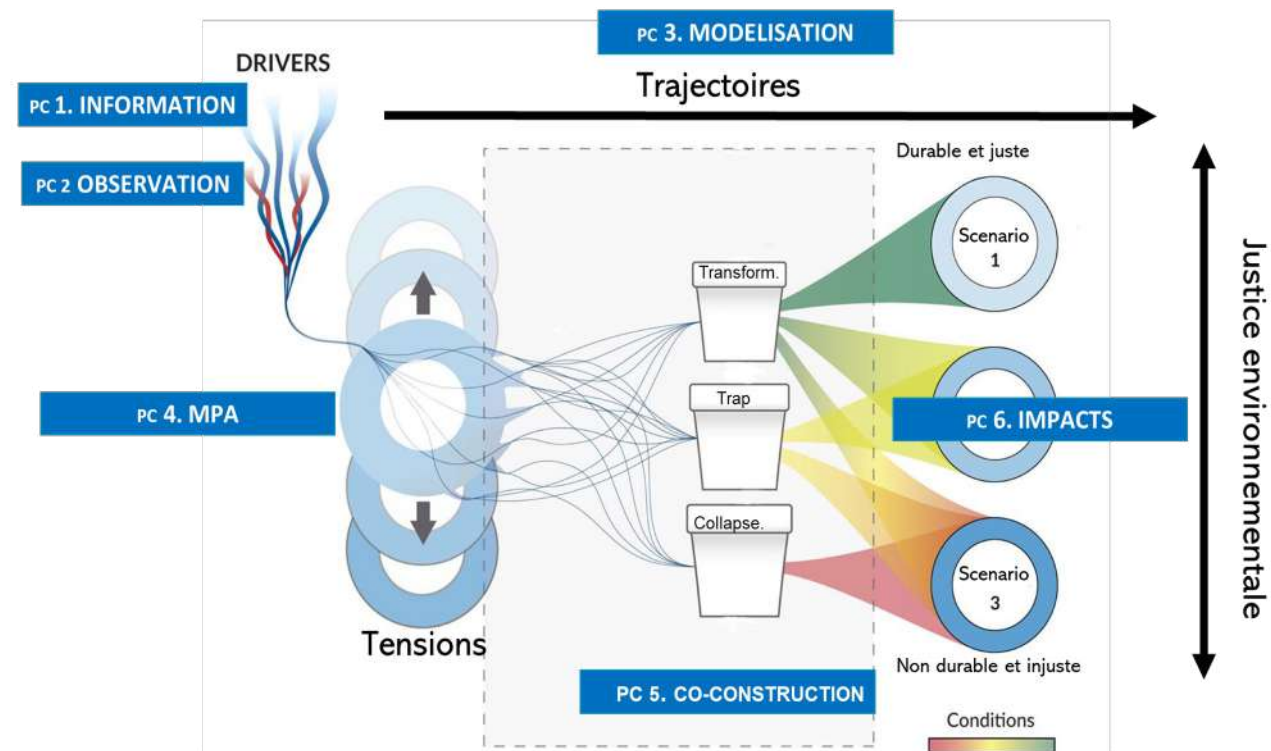 PC 3. MODELISATION
DRIVERS
Trajectoires
PC 1. INFORMATION
PC 2 OBSERVATION
Durable et juste
Scenario
1
Transform.
Justice environnementale
Trap
PC 4. MPA
PC 6. IMPACTS
Collapse.
Scenario
3
Tensions
Non durable et injuste
PC 5. CO-CONSTRUCTION
Conditions